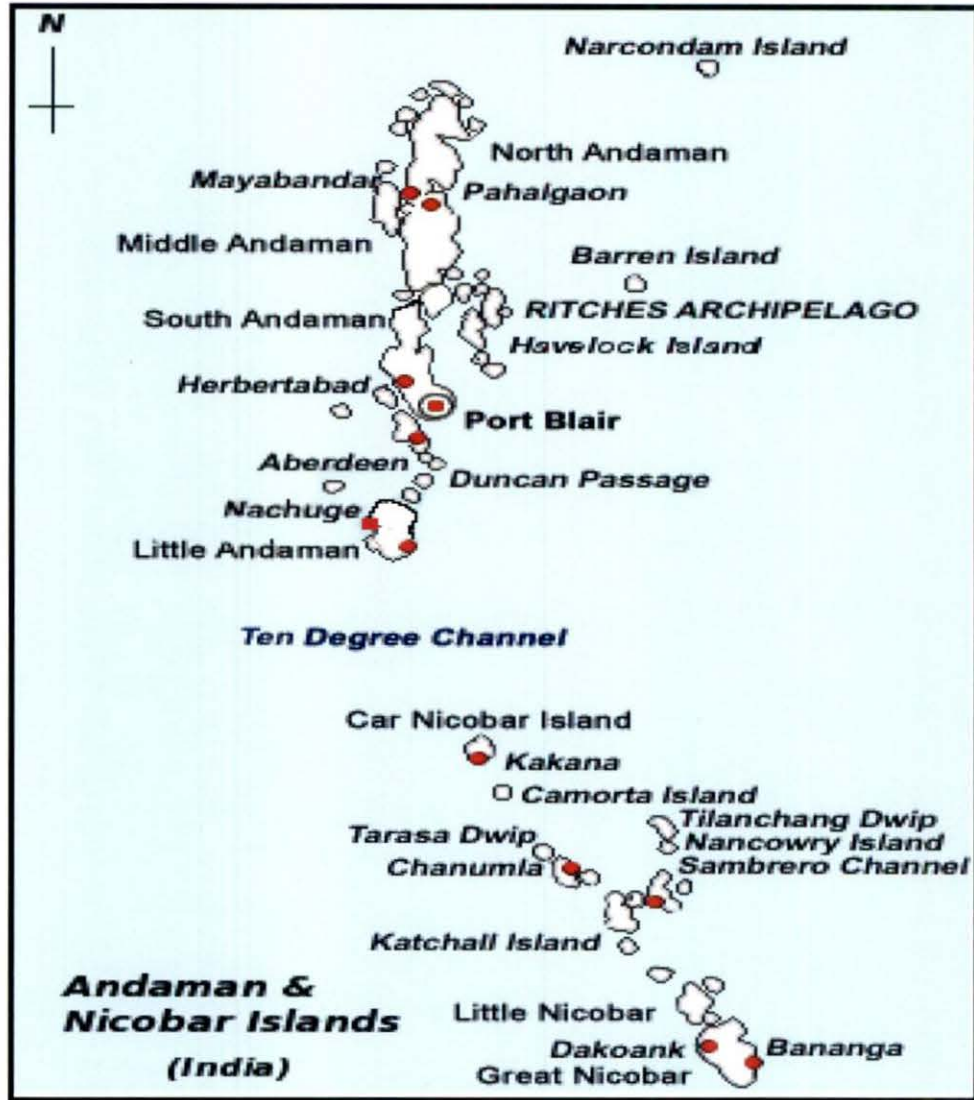 N
Narcondam Island
North Andaman
Mayabandar
Pahalgaon
Middle Andaman
Barren Island
RITCHES ARCHIPELAGO
South Andaman
Havelock Island
Herbertabad
Port Blair
Aberdeen
Duncan Passage
Nachuge
Little Andaman
Ten Degree Channel
Car Nicobar Island
Kakana
Camorta Island
Tilanchang Dwip
Tarasa Dwip
Nancowry Island
Chanumla
Sambrero Channel
Katchall Island
Andaman &
Nicobar Islands
(India)
Little Nicobar
Dakoank
Bananga
Great Nicobar